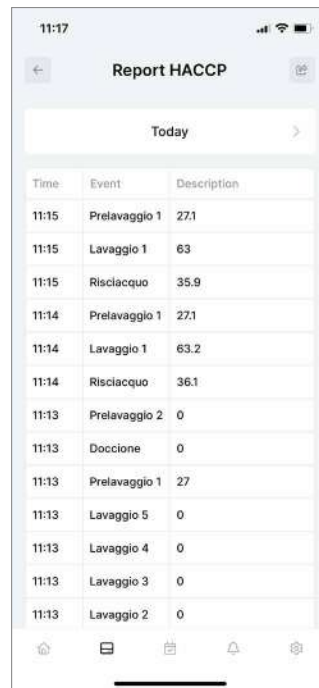 11:17
Report HACCP
Today
Time Event Description
11:15 Prelavaggio 1 27.1
11:15 Lavaggio 1 63
11:15 Risciacquo 35.9
11:14 Prelavaggio 1 27.1
11:14 Lavaggio 1 63.2
11:14 Risciacquo 36.1
11:13 Prelavaggio 2 0
11:13 Doccione 0
11:13 Prelavaggio 1 27
11:13 Lavaggio 5 0
11:13 Lavaggio 4 0
11:13 Lavaggio 3 0
11:13 Lavaggio 2 0